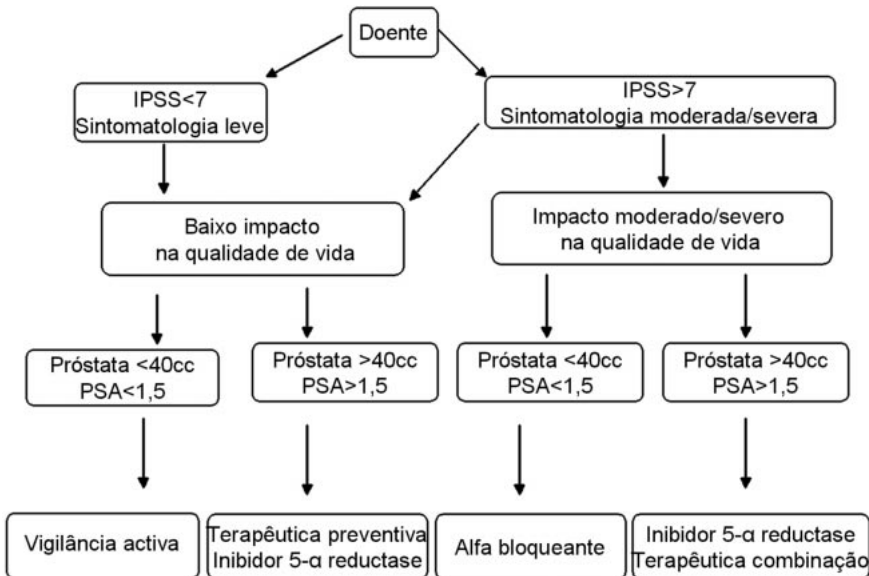 Doente
IPSS<7
Sintomatologia leve
IPSS>7
Sintomatologia moderada/severa
Baixo impacto
na qualidade de vida
Impacto moderado/severo
na qualidade de vida
Próstata <40cc
PSA<1,5
Próstata >40cc
PSA>1,5
Próstata <40cc
PSA<1,5
Próstata >40cc
PSA>1,5
Vigilância activa
Terapêutica preventiva
Inibidor 5-α reductase
Alfa bloqueante
Inibidor 5-α reductase
Terapêutica combinação